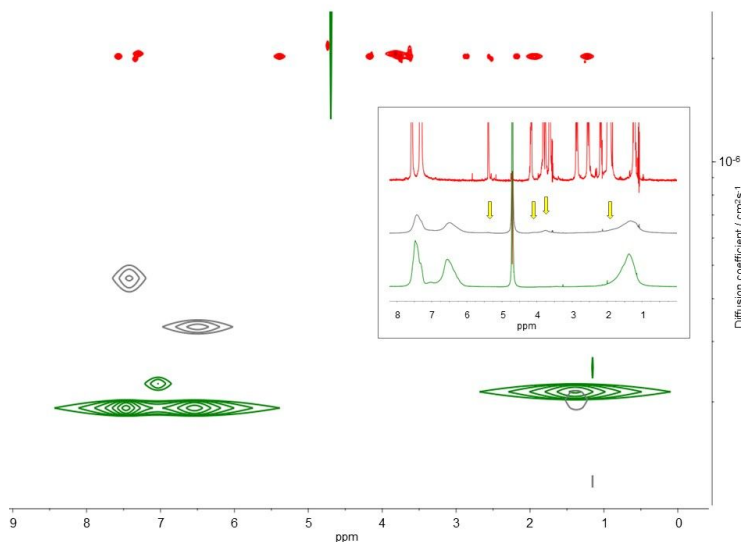 10-6
Diffusion coefficient / cm2s-1
8 7 6 5 4 3 2 1
ppm
9 8 7 6 5 4 3 2 1 0
ppm